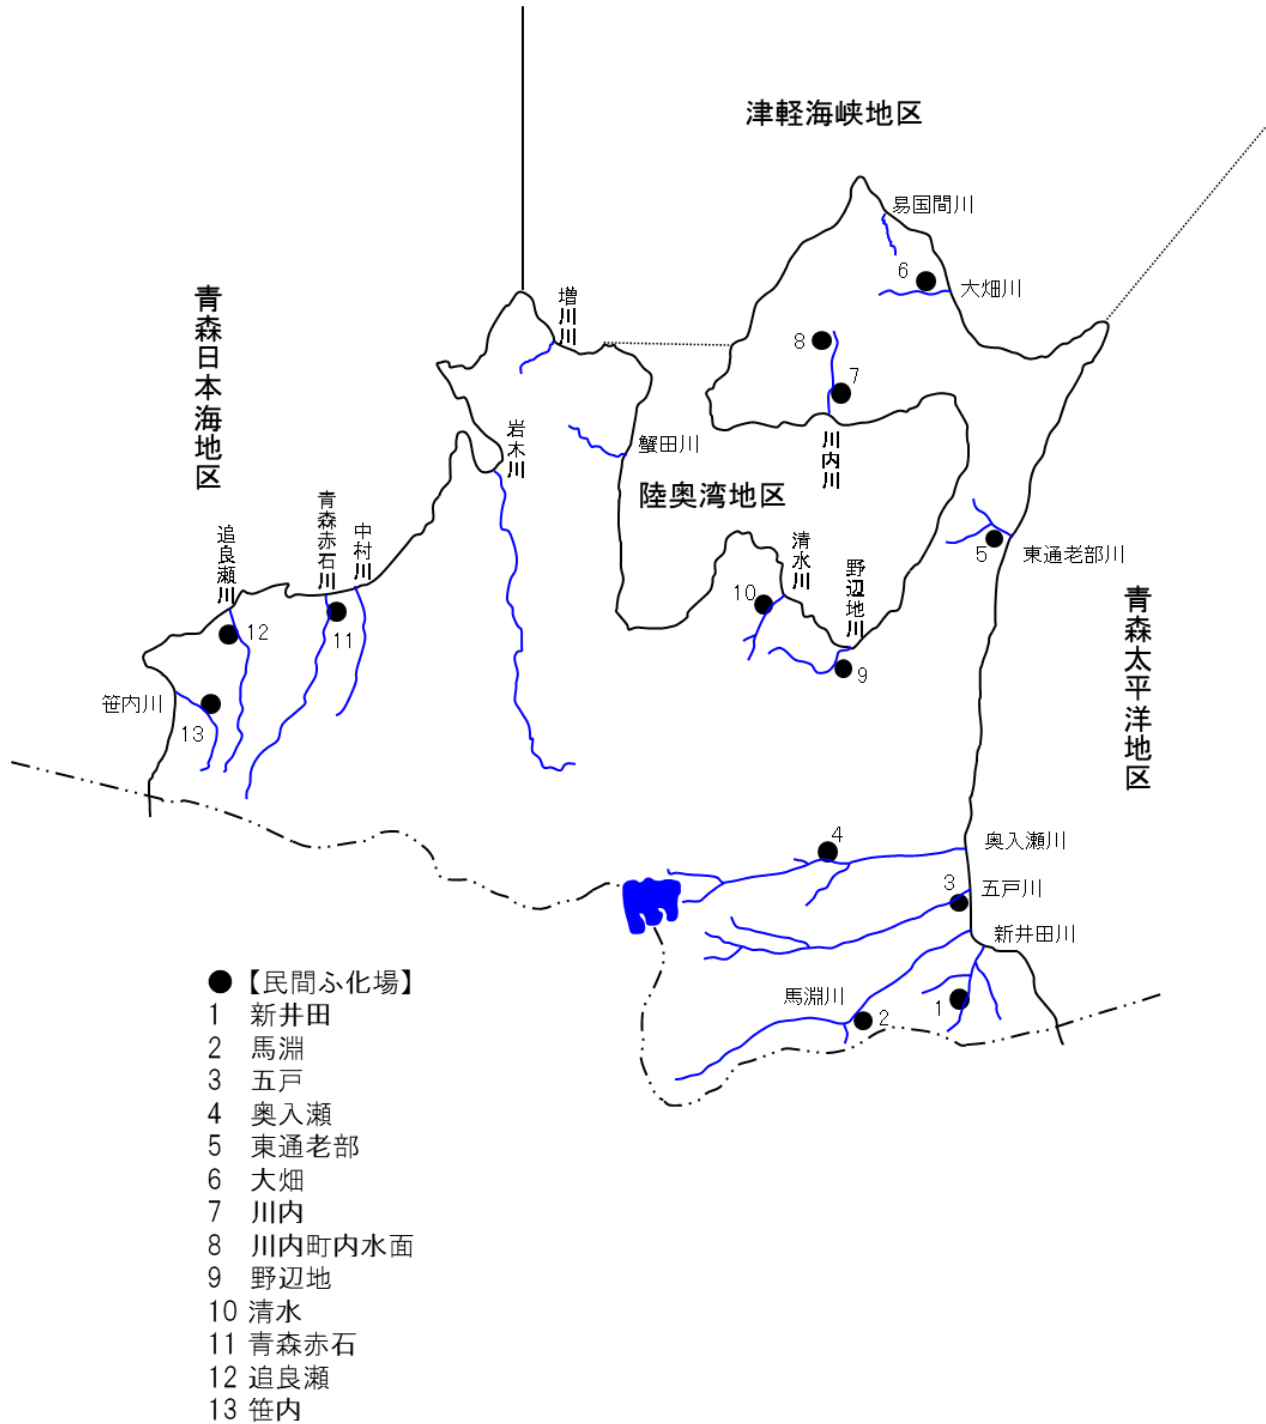 津軽海峡地区
易国間川
6
大畑川
増川川
青森日本海地区
8
7
川内川
岩木川
蟹田川
陸奥湾地区
青森赤石川
中村川
追良瀬川
清水川
野辺地川
5
東通老部川
10
12
11
9
青森太平洋地区
笹内川
13
4
奥入瀬川
3
五戸川
新井田川
馬淵川
2
1
●【民間ふ化場】
1 新井田
2 馬淵
3 五戸
4 奥入瀬
5 東通老部
6 大畑
7 川内
8 川内町内水面
9 野辺地
10 清水
11 青森赤石
12 追良瀬
13 笹内